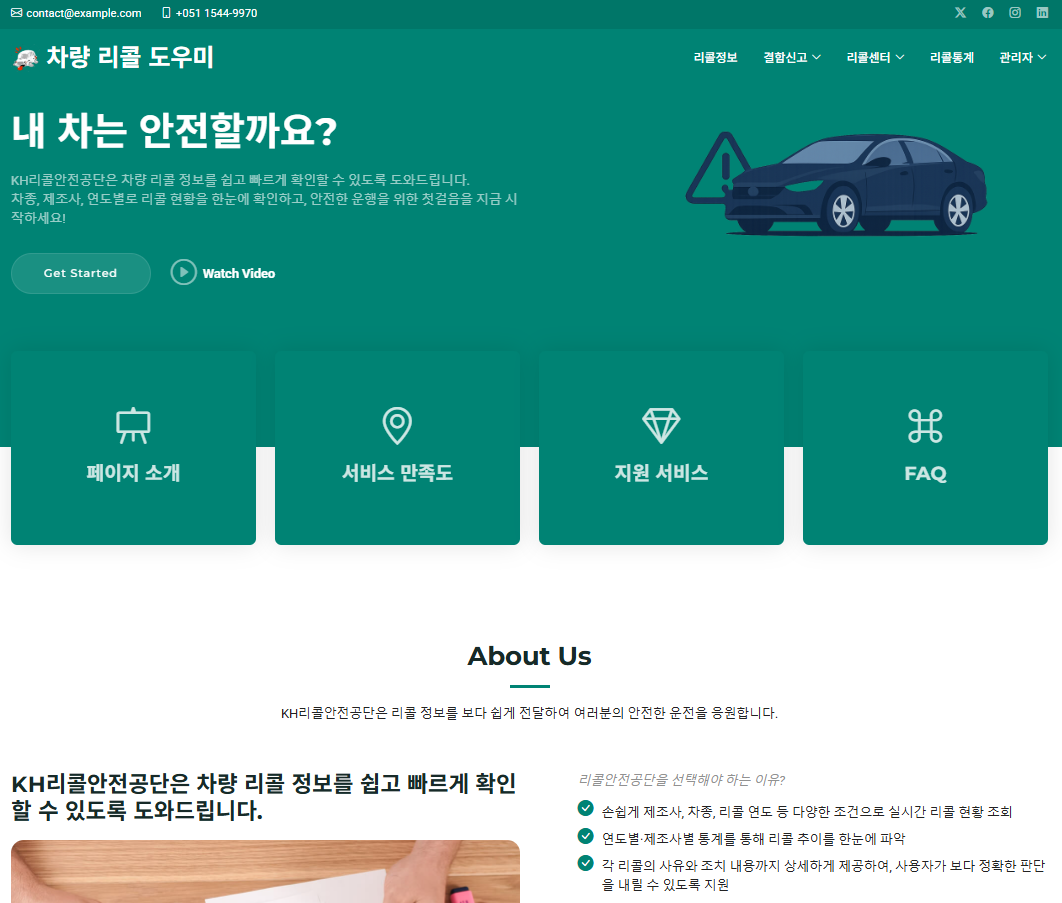 contact@example.com +051 1544-9970
차량 리콜 도우미
리콜정보 결함신고 리콜센터 리콜통계 관리자
내 차는 안전할까요?
KH리콜안전공단은 차량 리콜 정보를 쉽고 빠르게 확인할 수 있도록 도와드립니다.
차종, 제조사, 연도별로 리콜 현황을 한눈에 확인하고, 안전한 운행을 위한 첫걸음을 지금 시
작하세요!
Get Started Watch Video
페이지 소개 서비스 만족도 지원 서비스 FAQ
About Us
KH리콜안전공단은 리콜 정보를 보다 쉽게 전달하여 여러분의 안전한 운전을 응원합니다.
KH리콜안전공단은 차량 리콜 정보를 쉽고 빠르게 확인
할 수 있도록 도와드립니다.
리콜안전공단을 선택해야 하는 이유?
손쉽게 제조사, 차종, 리콜 연도 등 다양한 조건으로 실시간 리콜 현황 조회
연도별·제조사별 통계를 통해 리콜 추이를 한눈에 파악
각 리콜의 사유와 조치 내용까지 상세하게 제공하여, 사용자가 보다 정확한 판단
을 내릴 수 있도록 지원